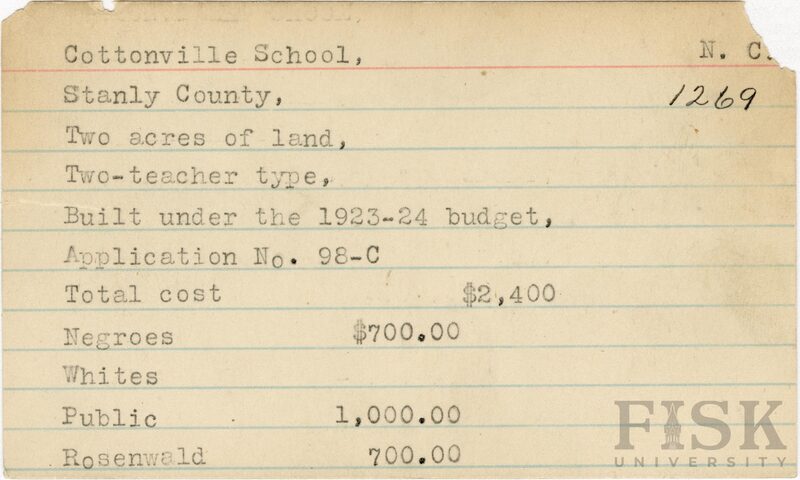 Cottonville School, N. C.
Stanly County, 1269
Two acres of land,
Two-teacher type,
Built under the 1923-24 budget,
Application No. 98-C
Total cost $2,400
Negroes $700.00
Whites
Public 1,000.00
Rosenwald 700.00
FISK
UNIVERSITY